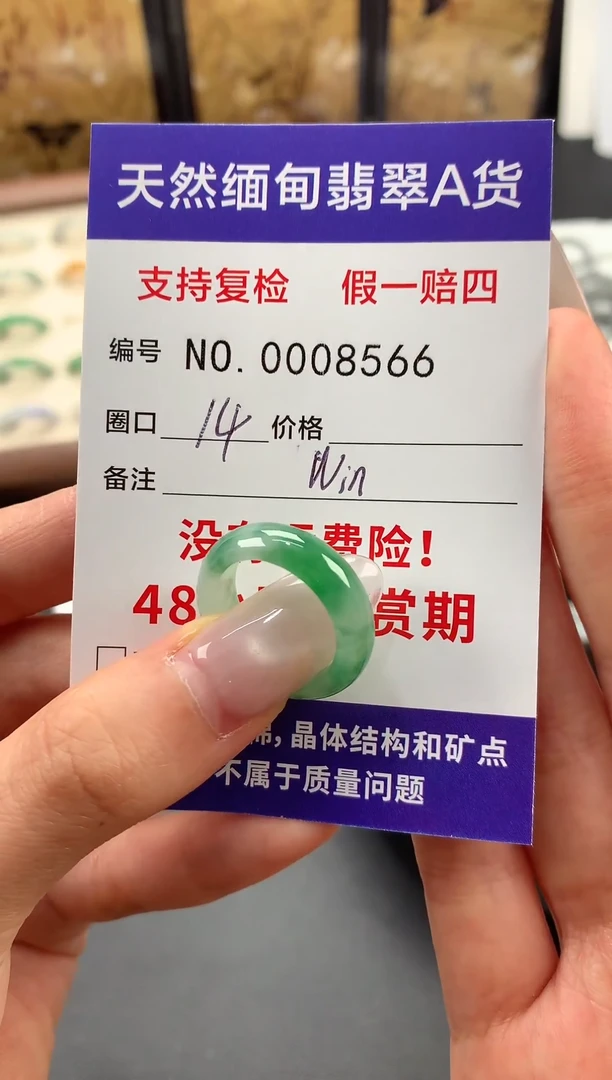 天然缅甸翡翠A货
支持复检 假一赔四
编号 NO. 0008566
圈口 14 价格
备注 Win
没 费险！
48 赏期
晶体结构和矿点
不属于质量问题